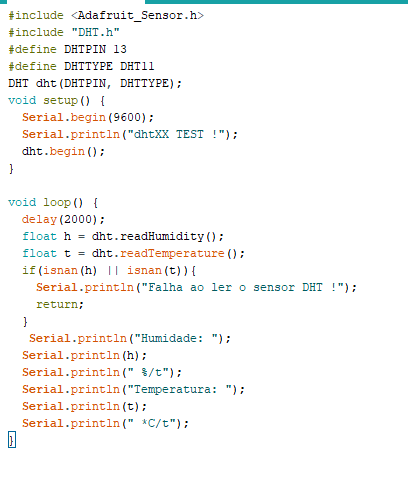 #include <Adafruit_Sensor.h>
#include "DHT.h"
#define DHTPIN 13
#define DHTTYPE DHT11
DHT dht(DHTPIN, DHTTYPE);
void setup() {
  Serial.begin(9600);
  Serial.println("dhtXX TEST !");
  dht.begin();
}

void loop() {
  delay(2000);
  float h = dht.readHumidity();
  float t = dht.readTemperature();
  if(isnan(h) || isnan(t)){
    Serial.println("Falha ao ler o sensor DHT !");
    return;
  }
   Serial.println("Humidade: ");
  Serial.println(h);
  Serial.println(" %/t");
  Serial.println("Temperatura: ");
  Serial.println(t);
  Serial.println(" *C/t");
}